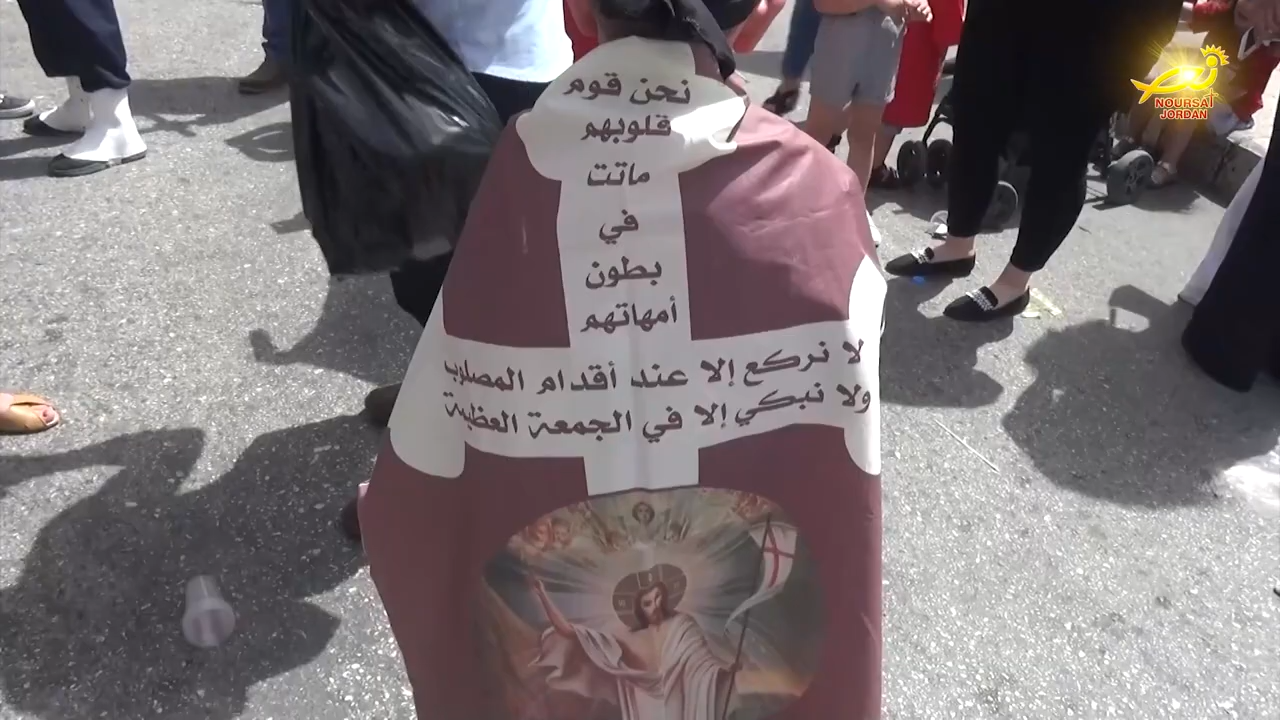 نحن قوم
قلوبهم
ماتت
في
بطون
أمهاتهم
لا نركع إلا عند أقدام المصلوب
ولا نبكي إلا في الجمعة العظيمة
NOURSAT
JORDAN